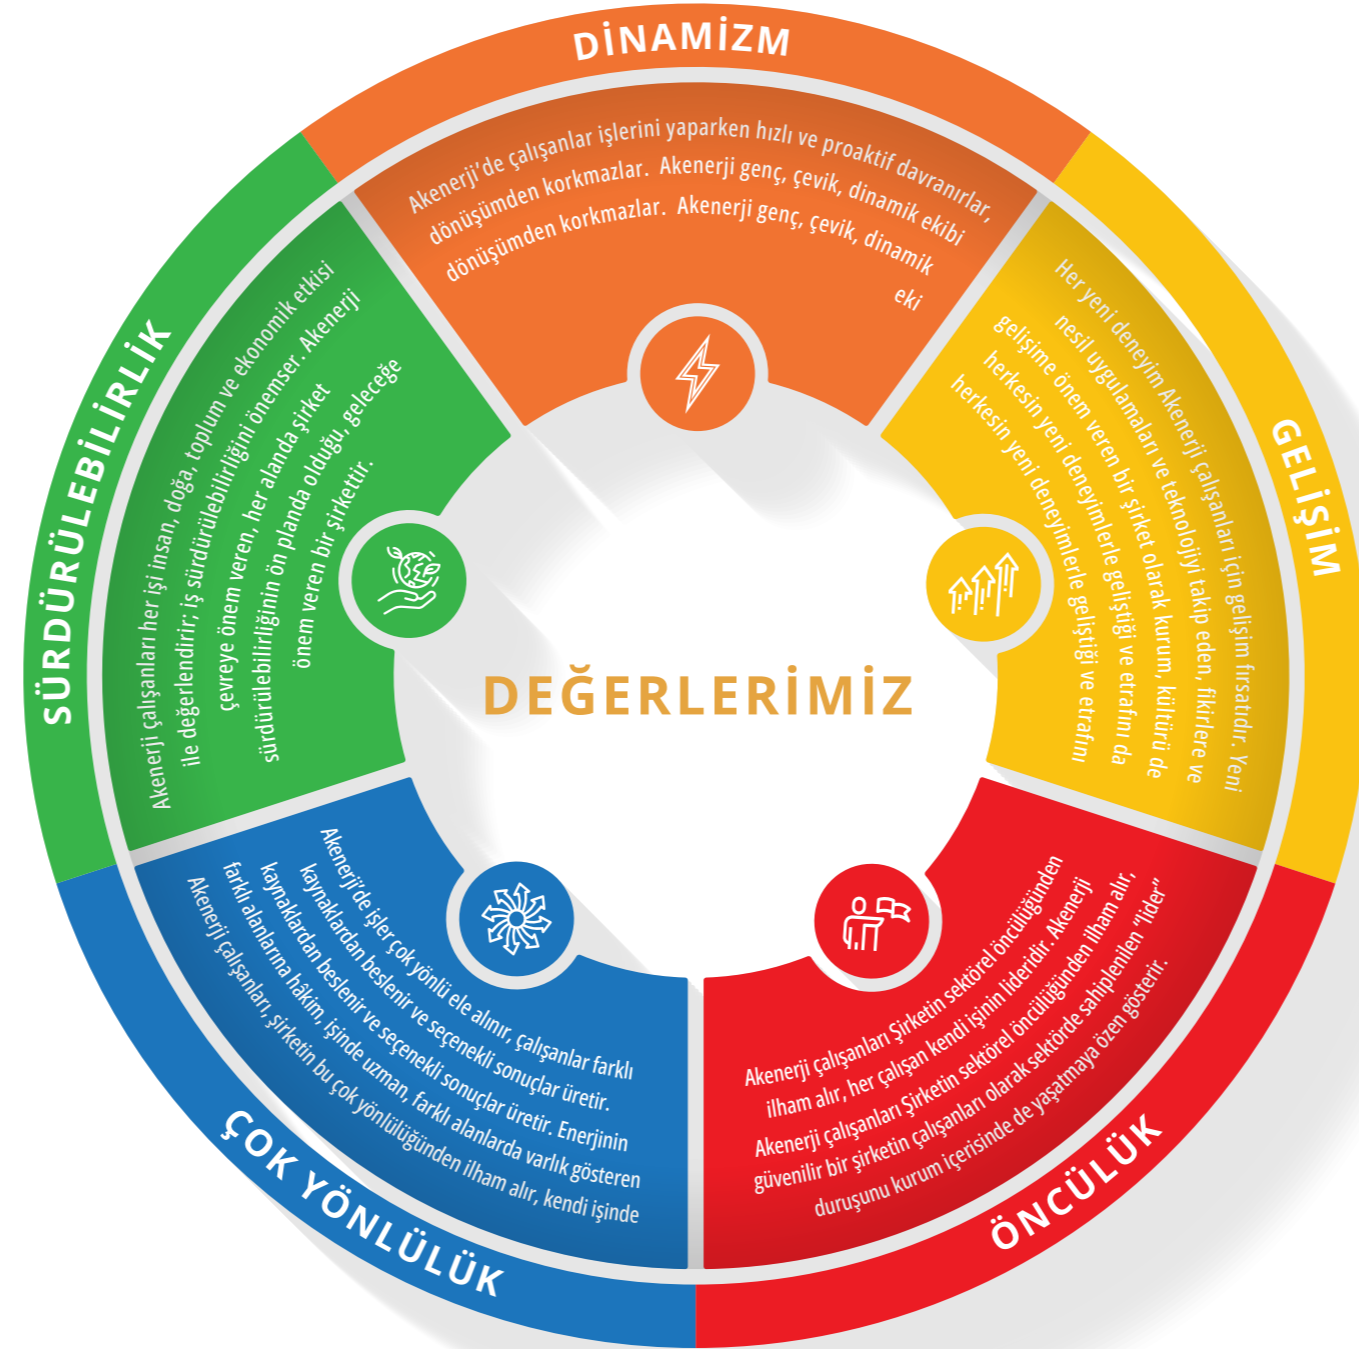 DİNAMİZM
Akenerji'de çalışanlar işlerini yaparken hızlı ve proaktif davranırlar,
dönüşümden korkmazlar. Akenerji genç, çevik, dinamik ekibi
dönüşümden korkmazlar. Akenerji genç, çevik, dinamik
eki
GELİŞİM
Her yeni deneyim Akenerji çalışanları için gelişim fırsatıdır. Yeni
nesil uygulamaları ve teknolojiyi takip eden, fikirlere ve
gelişime önem veren bir şirket olarak kurum, kültürü de
herkesin yeni deneyimlerle geliştiği ve etrafını da
herkesin yeni deneyimlerle geliştiği ve etrafını
ÖNCÜLÜK
Akenerji çalışanları Şirketin sektörel öncülüğünden
ilham alır, her çalışan kendi işinin lideridir. Akenerji
Akenerji çalışanları Şirketin sektörel öncülüğünden ilham alır,
güvenilir bir şirketin çalışanları olarak sektörde sahiplenilen “lider”
duruşunu kurum içerisinde de yaşatmaya özen gösterir.
ÇOK YÖNLÜLÜK
Akenerji'de işler çok yönlü ele alınır, çalışanlar farklı
kaynaklardan beslenir ve seçenekli sonuçlar üretir.
kaynaklardan beslenir ve seçenekli sonuçlar üretir. Enerjinin
farklı alanlarına hâkim, işinde uzman, farklı alanlarda varlık gösteren
Akenerji çalışanları, şirketin bu çok yönlülüğünden ilham alır, kendi işinde
SÜRDÜRÜLEBİLİRLİK
Akenerji çalışanları her işi insan, doğa, toplum ve ekonomik etkisi
ile değerlendirir; iş sürdürülebilirliğini önemser. Akenerji
çevreye önem veren, her alanda şirket
sürdürülebilirliğinin ön planda olduğu, geleceğe
önem veren bir şirkettir.
DEĞERLERİMİZ